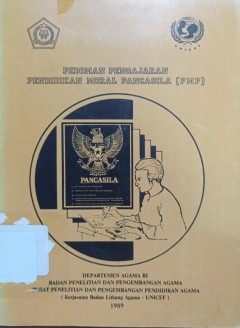 PEDOMAN PENGAJARAN
PENDIDIKAN MORAL PANCASILA (PMP)
PANCASILA
DEPARTEMEN AGAMA RI
BADAN PENELITIAN DAN PENGEMBANGAN AGAMA
PENELITIAN DAN PENGEMBANGAN PENDIDIKAN AGAMA
( Kerjasama Badan Litbang Agama - UNICEF )
1989